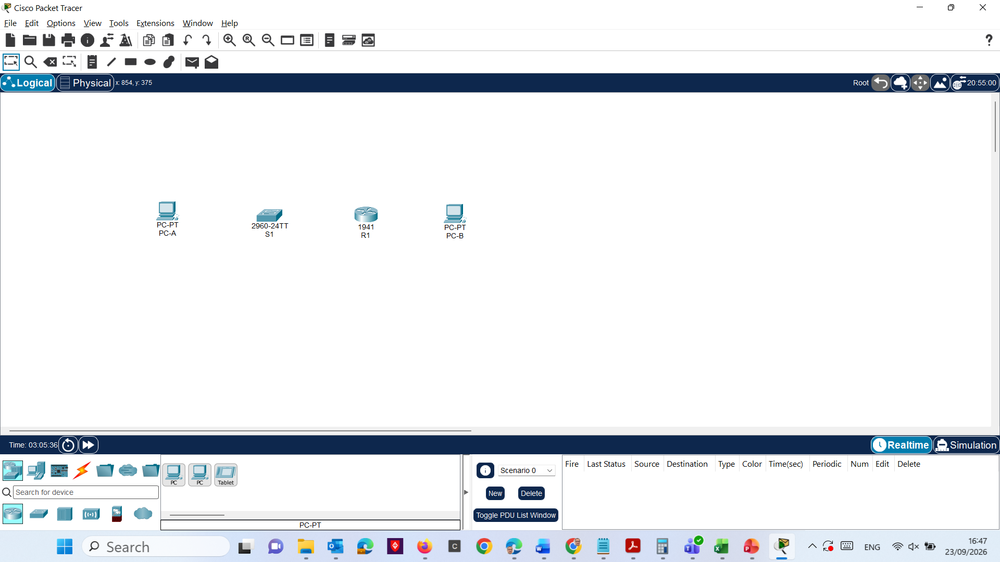 Cisco Packet Tracer
File Edit Options View Tools Extensions Window Help
?
Logical Physical x: 854, y: 375 Root 20:55:00
PC-PT
PC-A
2960-24TT
S1
1941
R1
PC-PT
PC-B
Time: 03:05:36 Realtime Simulation
Search for device
PC PC Tablet
PC-PT
Scenario 0
New Delete
Toggle PDU List Window
Fire Last Status Source Destination Type Color Time(sec) Periodic Num Edit Delete
Search
ENG
16:47
23/09/2026